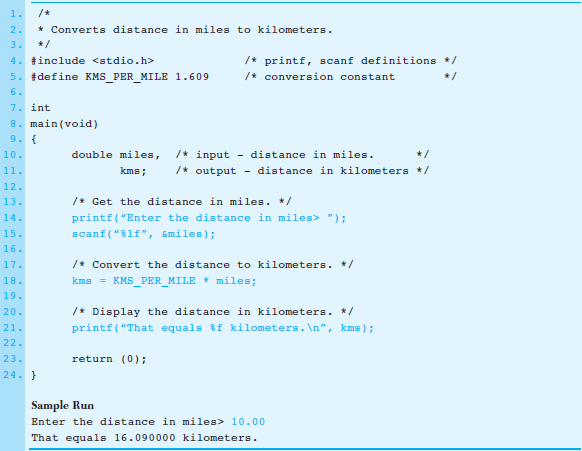 1. /*
2. * Converts distance in miles to kilometers.
3. */
4. #include <stdio.h> /* printf, scanf definitions */
5. #define KMS_PER_MILE 1.609 /* conversion constant */
6.
7. int
8. main(void)
9. {
10. double miles, /* input – distance in miles. */
11. kms; /* output – distance in kilometers */
12.
13. /* Get the distance in miles. */
14. printf(“Enter the distance in miles> ”);
15. scanf(“%lf”, &miles);
16.
17. /* Convert the distance to kilometers. */
18. kms = KMS_PER_MILE * miles;
19.
20. /* Display the distance in kilometers. */
21. printf(“That equals %f kilometers.\n”, kms);
22.
23. return (0);
24. }
Sample Run
Enter the distance in miles> 10.00
That equals 16.090000 kilometers.